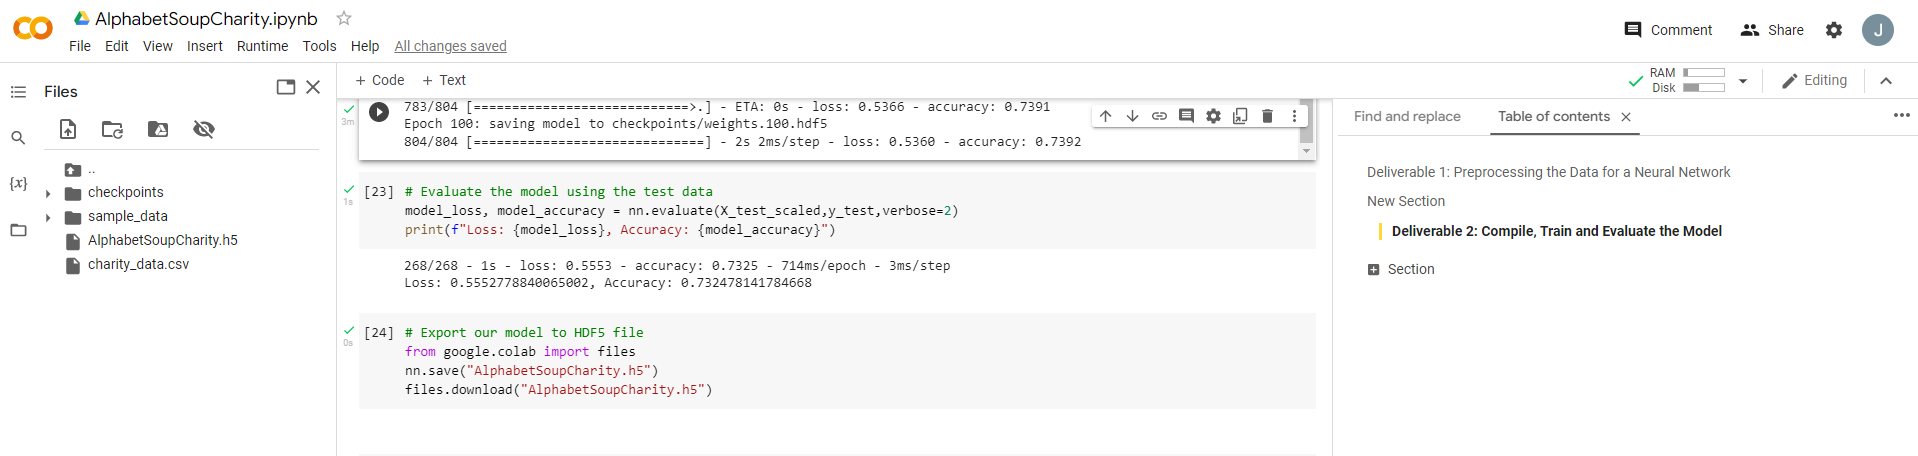 AlphabetSoupCharity.ipynb
File Edit View Insert Runtime Tools Help All changes saved
Comment Share J
Files
..
checkpoints
sample_data
AlphabetSoupCharity.h5
charity_data.csv
{x}
+ Code + Text
RAM
Disk
Editing
3m
783/804 [============================>.] - ETA: 0s - loss: 0.5366 - accuracy: 0.7391
Epoch 100: saving model to checkpoints/weights.100.hdf5
804/804 [==============================] - 2s 2ms/step - loss: 0.5360 - accuracy: 0.7392
1s
[23] # Evaluate the model using the test data
model_loss, model_accuracy = nn.evaluate(X_test_scaled,y_test,verbose=2)
print(f"Loss: {model_loss}, Accuracy: {model_accuracy}")
268/268 - 1s - loss: 0.5553 - accuracy: 0.7325 - 714ms/epoch - 3ms/step
Loss: 0.5552778840065002, Accuracy: 0.732478141784668
0s
[24] # Export our model to HDF5 file
from google.colab import files
nn.save("AlphabetSoupCharity.h5")
files.download("AlphabetSoupCharity.h5")
Find and replace Table of contents
Deliverable 1: Preprocessing the Data for a Neural Network
New Section
Deliverable 2: Compile, Train and Evaluate the Model
Section